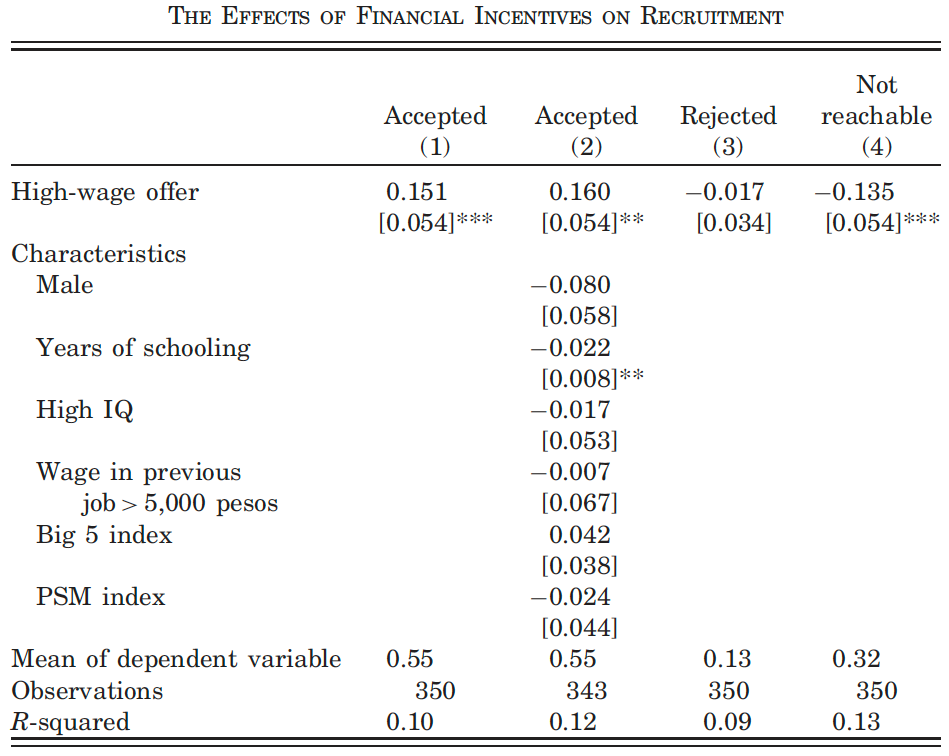 THE EFFECTS OF FINANCIAL INCENTIVES ON RECRUITMENT
Not
Accepted Accepted Rejected reachable
(1) (2) (3) (4)
High-wage offer 0.151 0.160 −0.017 −0.135
[0.054]*** [0.054]** [0.034] [0.054]***
Characteristics
Male −0.080
[0.058]
Years of schooling −0.022
[0.008]**
High IQ −0.017
[0.053]
Wage in previous −0.007
job > 5,000 pesos [0.067]
Big 5 index 0.042
[0.038]
PSM index −0.024
[0.044]
Mean of dependent variable 0.55 0.55 0.13 0.32
Observations 350 343 350 350
R-squared 0.10 0.12 0.09 0.13